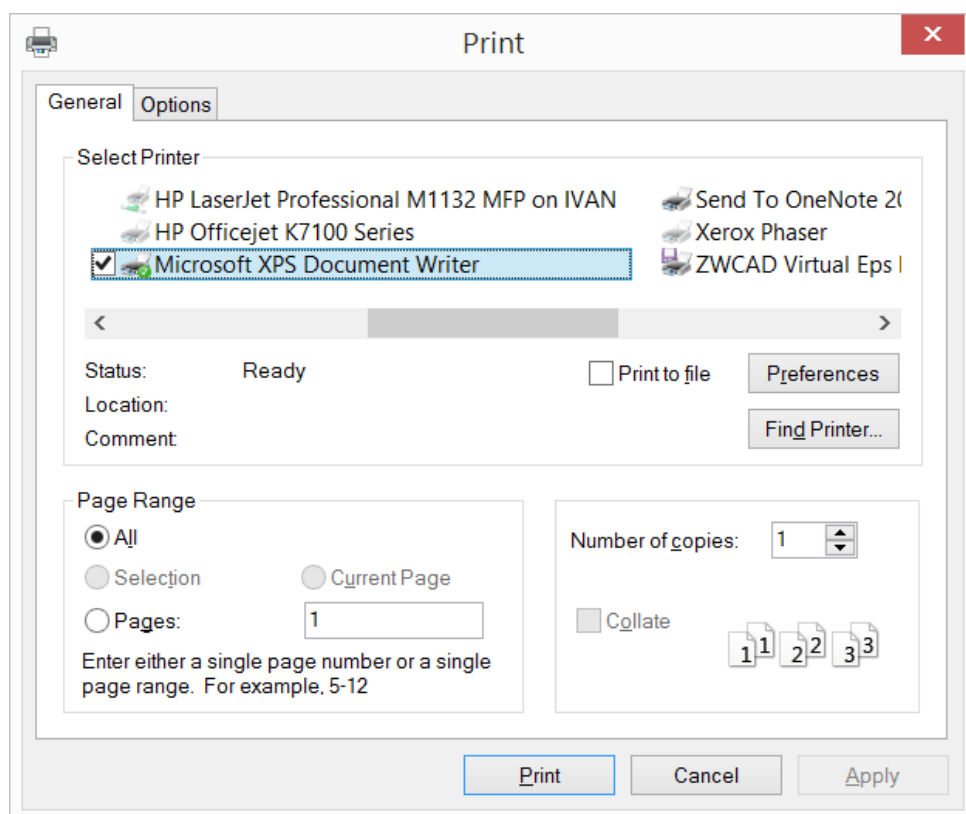 Print
General Options
Select Printer
HP LaserJet Professional M1132 MFP on IVAN Send To OneNote 20
HP Officejet K7100 Series Xerox Phaser
Microsoft XPS Document Writer ZWCAD Virtual Eps
Status: Ready Print to file Preferences
Location:
Comment: Find Printer...
Page Range
All Number of copies: 1
Selection Current Page
Pages: 1 Collate 1 1 2 2 3 3
Enter either a single page number or a single
page range. For example, 5-12
Print Cancel Apply